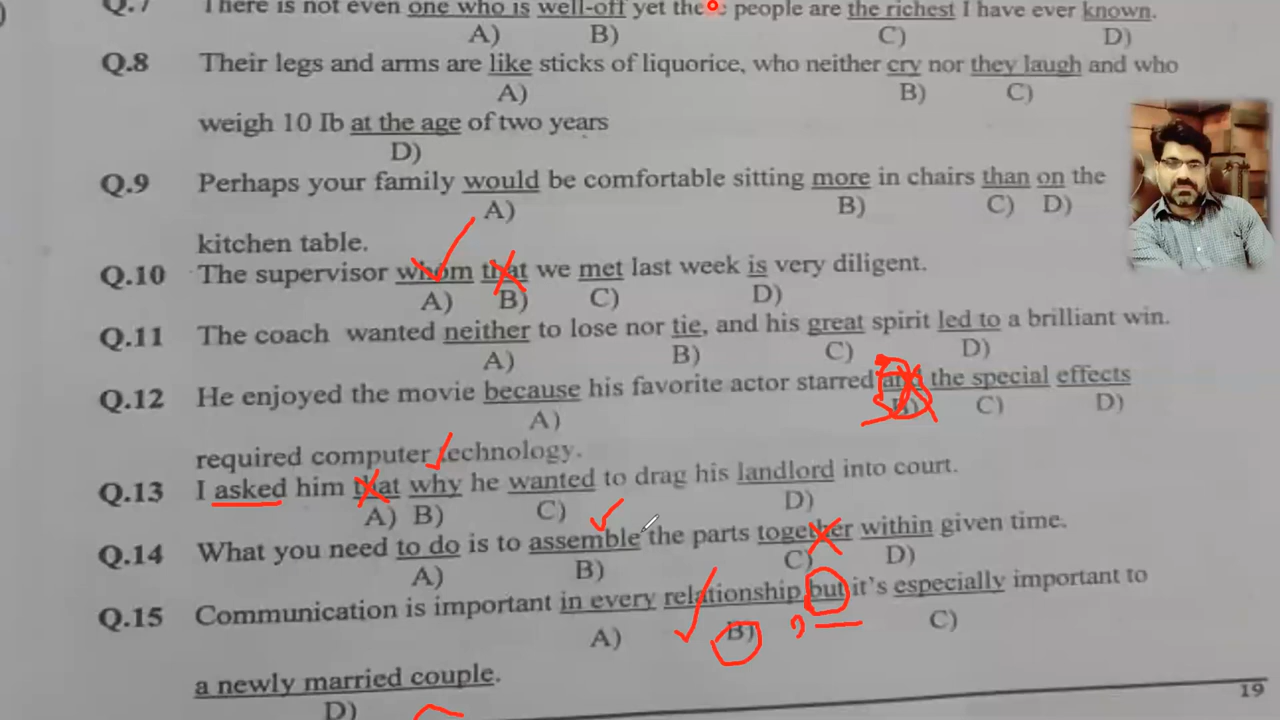 Q.7 There is not even one who is well-off yet the people are the richest I have ever known.
A) B) C) D)
Q.8 Their legs and arms are like sticks of liquorice, who neither cry nor they laugh and who
A) B) C)
weigh 10 Ib at the age of two years
D)
Q.9 Perhaps your family would be comfortable sitting more in chairs than on the
A) B) C) D)
kitchen table.
Q.10 The supervisor whom that we met last week is very diligent.
A) B) C) D)
Q.11 The coach wanted neither to lose nor tie, and his great spirit led to a brilliant win.
A) B) C) D)
Q.12 He enjoyed the movie because his favorite actor starred and the special effects
A) B) C) D)
required computer technology.
Q.13 I asked him that why he wanted to drag his landlord into court.
A) B) C) D)
Q.14 What you need to do is to assemble the parts together within given time.
A) B) C) D)
Q.15 Communication is important in every relationship but it's especially important to
A) B) C)
a newly married couple.
D)
19